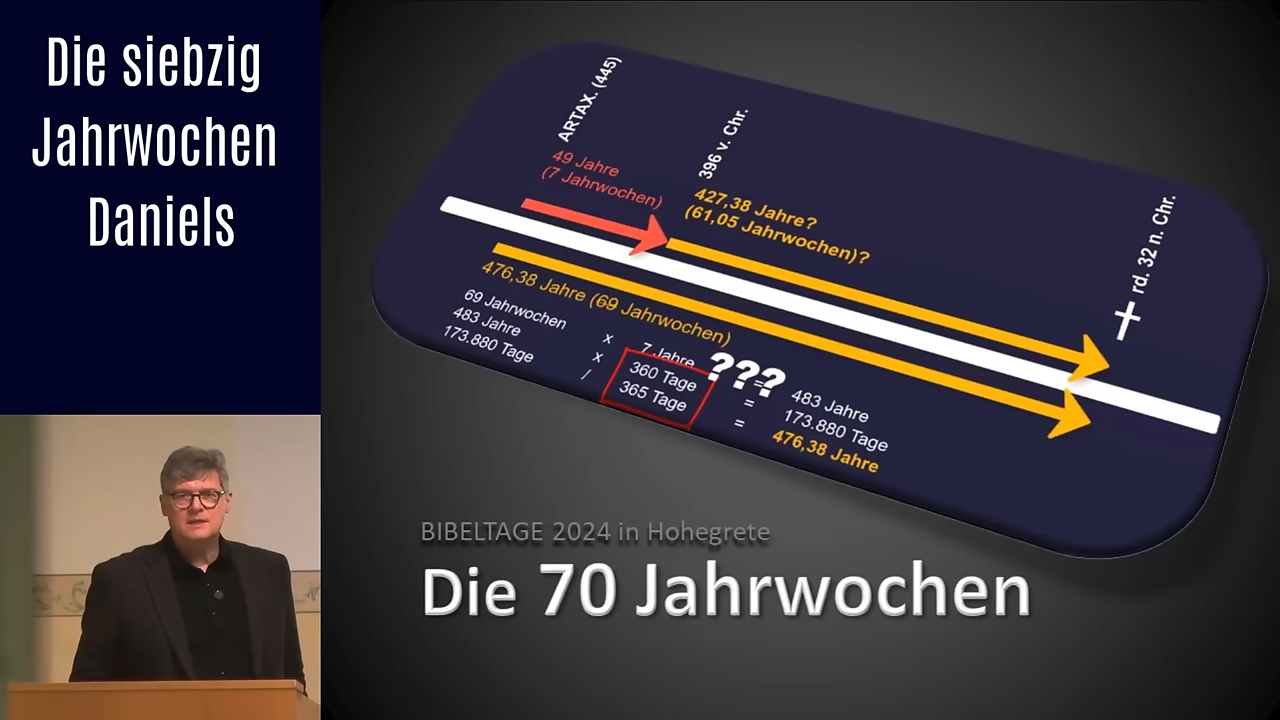 Die siebzig
Jahrwochen
Daniels
ARTAX. (445)
49 Jahre
(7 Jahrwochen)
396 v. Chr.
427,38 Jahre?
(61,05 Jahrwochen)?
rd. 32 n. Chr.
476,38 Jahre (69 Jahrwochen)
69 Jahrwochen x 7 Jahre = 483 Jahre
483 Jahre x 360 Tage = 173.880 Tage
173.880 Tage / 365 Tage = 476,38 Jahre
???
BIBELTAGE 2024 in Hohegrete
Die 70 Jahrwochen